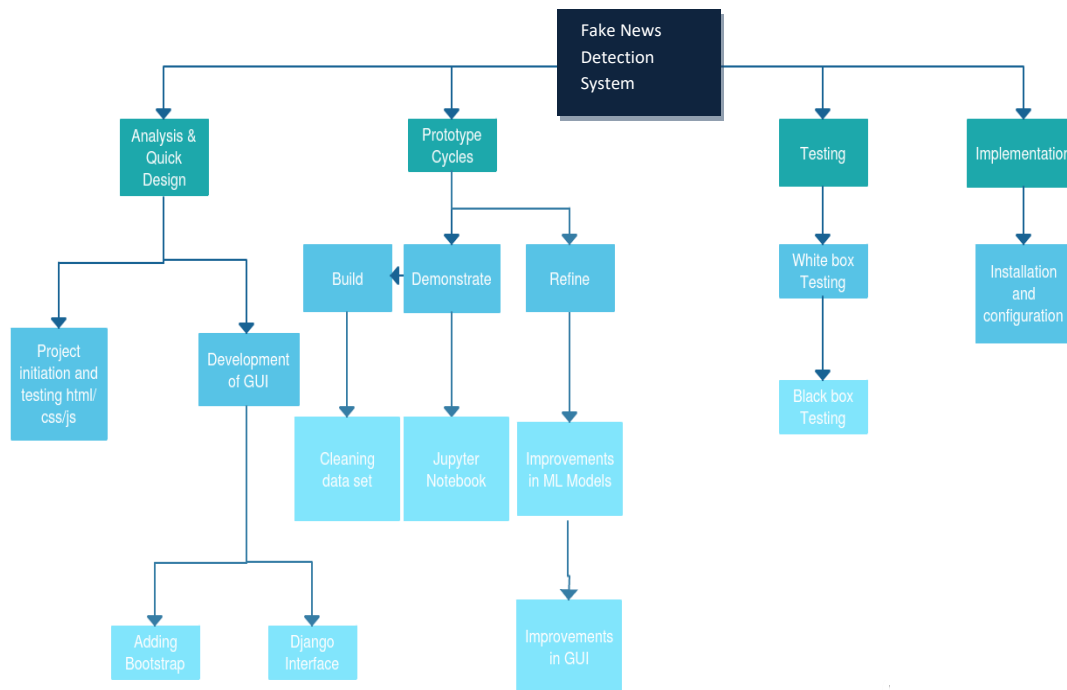 Fake News
Detection
System
Analysis &
Quick
Design
Prototype
Cycles
Testing
Implementation
Build
Demonstrate
Refine
White box
Testing
Installation
and
configuration
Project
initiation and
testing html/
css/js
Development
of GUI
Black box
Testing
Cleaning
data set
Jupyter
Notebook
Improvements
in ML Models
Adding
Bootstrap
Django
Interface
Improvements
in GUI